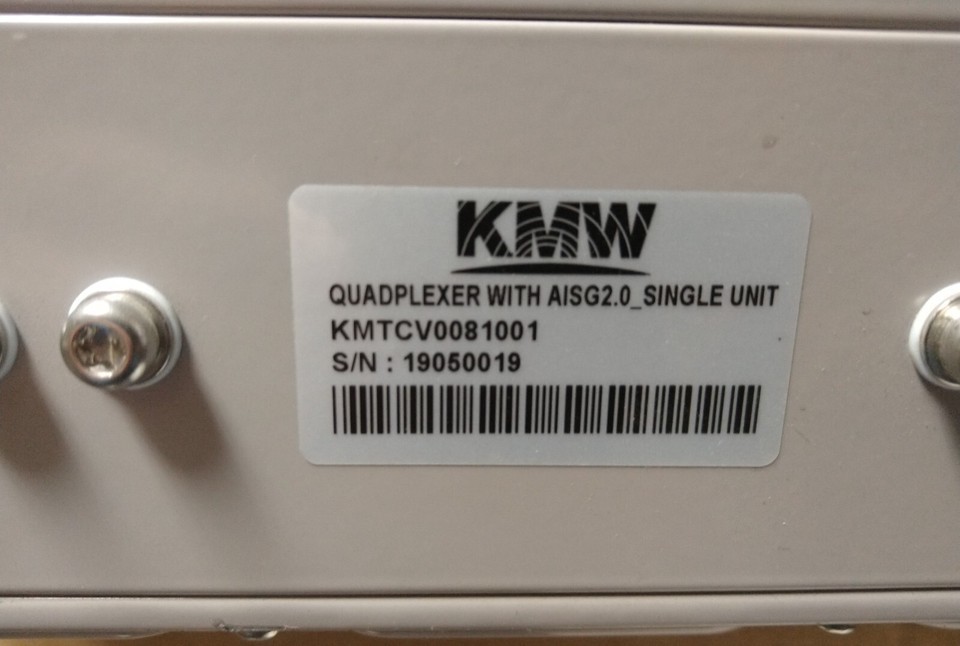 KMW
QUADPLEXER WITH AISG2.0_SINGLE UNIT
KMTCV0081001
S/N : 19050019